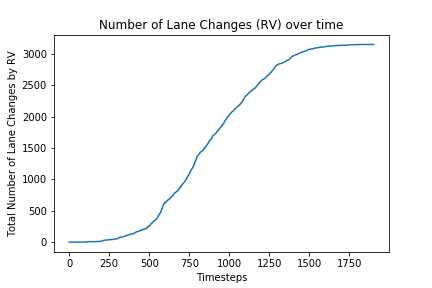 Number of Lane Changes (RV) over time
Total Number of Lane Changes by RV
3000
2500
2000
1500
1000
500
0
0 250 500 750 1000 1250 1500 1750
Timesteps